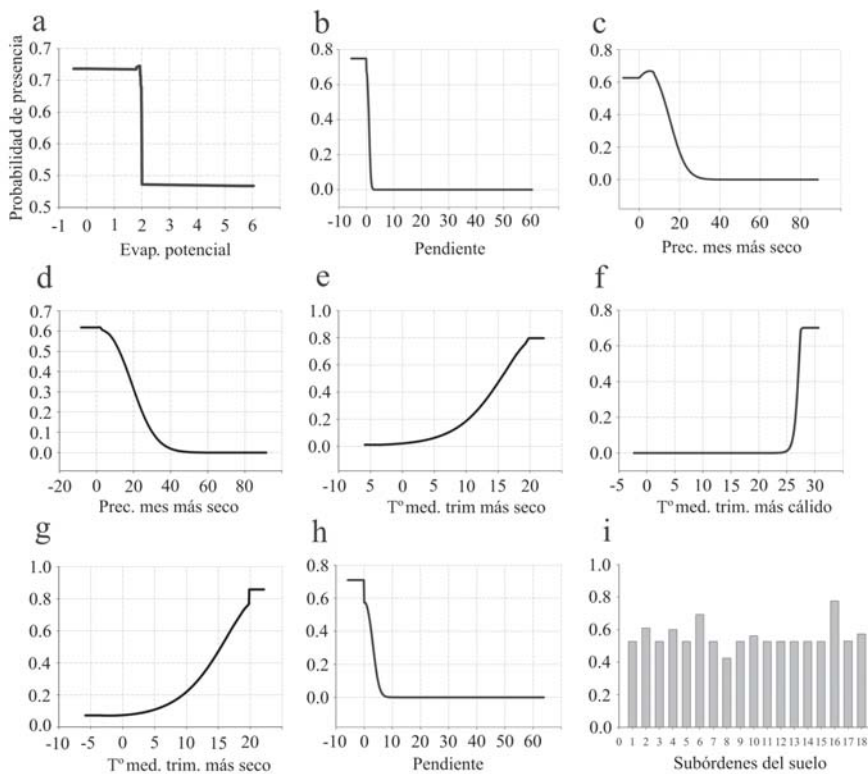 a
0.7
0.7
0.6
0.6
0.5
0.5
-1 0 1 2 3 4 5 6
Evap. potencial
Probabilidad de presencia
b
0.8
0.6
0.4
0.2
0.0
-10 0 10 20 30 40 50 60
Pendiente
c
0.8
0.6
0.4
0.2
0.0
0 20 40 60 80
Prec. mes más seco
d
0.7
0.6
0.5
0.4
0.3
0.2
0.1
0.0
-20 0 20 40 60 80
Prec. mes más seco
e
1.0
0.8
0.6
0.4
0.2
0.0
-10 5 0 5 10 15 20 25
Tº med. trim más seco
f
0.8
0.6
0.4
0.2
0.0
-5 0 5 10 15 20 25 30
Tº med. trim. más cálido
g
1.0
0.8
0.6
0.4
0.2
0.0
-10 -5 0 5 10 15 20
Tº med. trim. más seco
h
0.8
0.6
0.4
0.2
0.0
-10 0 10 20 30 40 50 60
Pendiente
i
1.0
0.8
0.6
0.4
0.2
0.0
0 1 2 3 4 5 6 7 8 9 10 11 12 13 14 15 16 17 18
Subórdenes del suelo